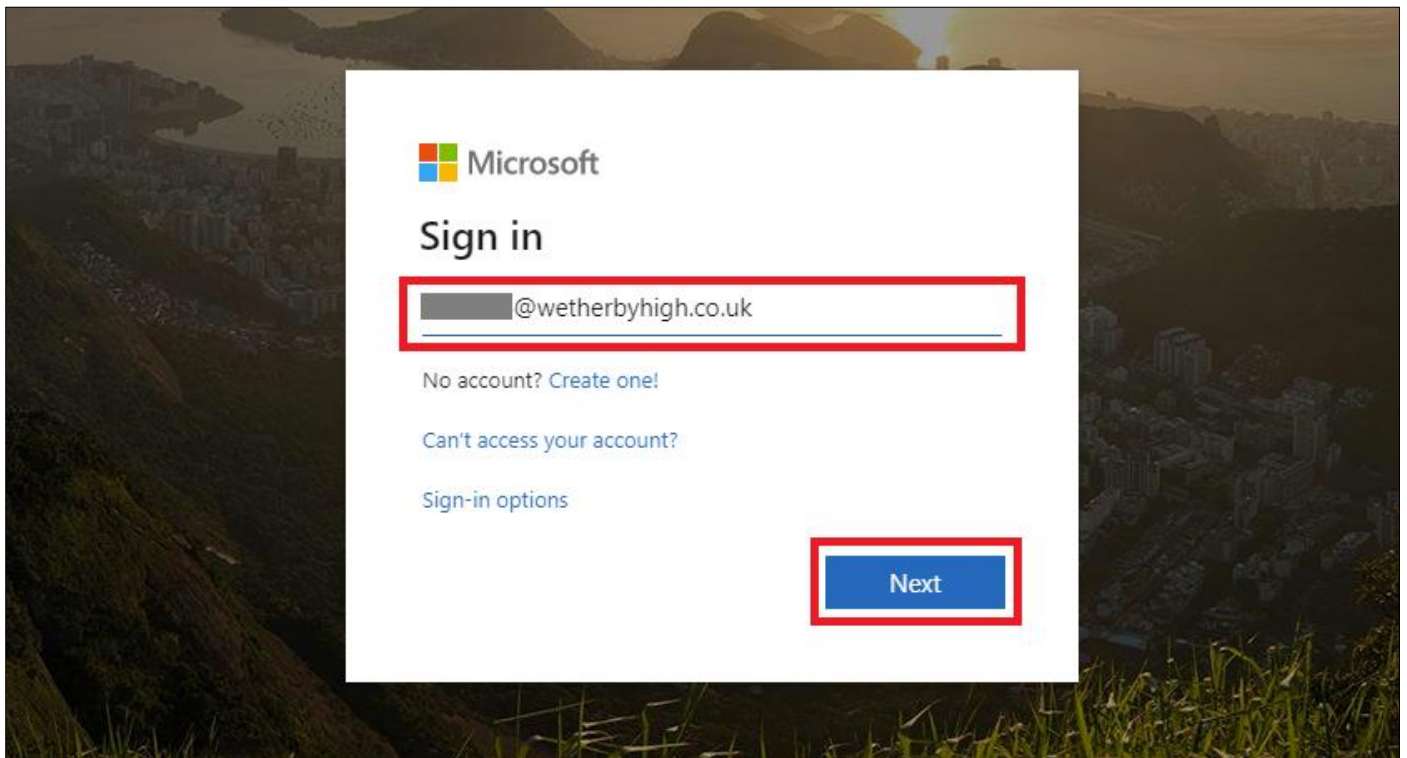 Microsoft
Sign in
@wetherbyhigh.co.uk
No account? Create one!
Can't access your account?
Sign-in options
Next